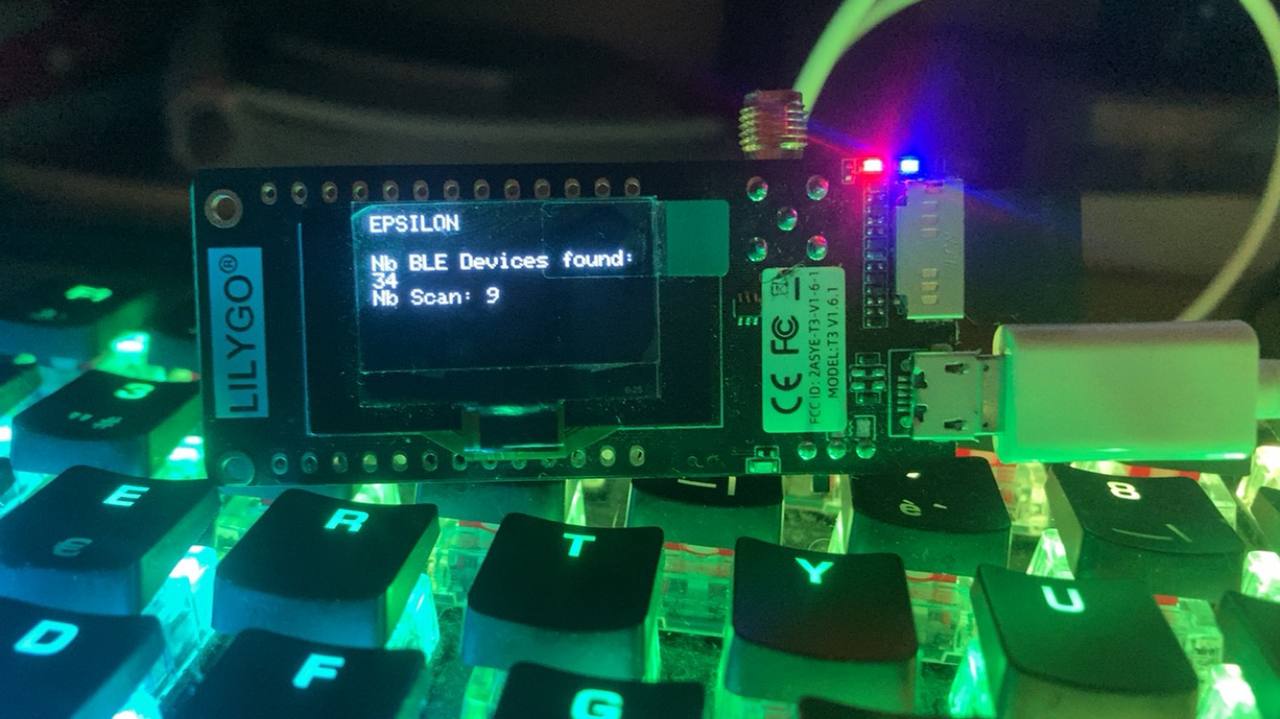 EPSILON
Nb BLE Devices found:
34
Nb Scan: 9
LILYGO®
CE FC
FCC ID: 2ASYE-T3-V1-6-1
MODEL:T3 V1.6.1
3
"#
E
€
R
T
Y
è
8
U
D
F
G